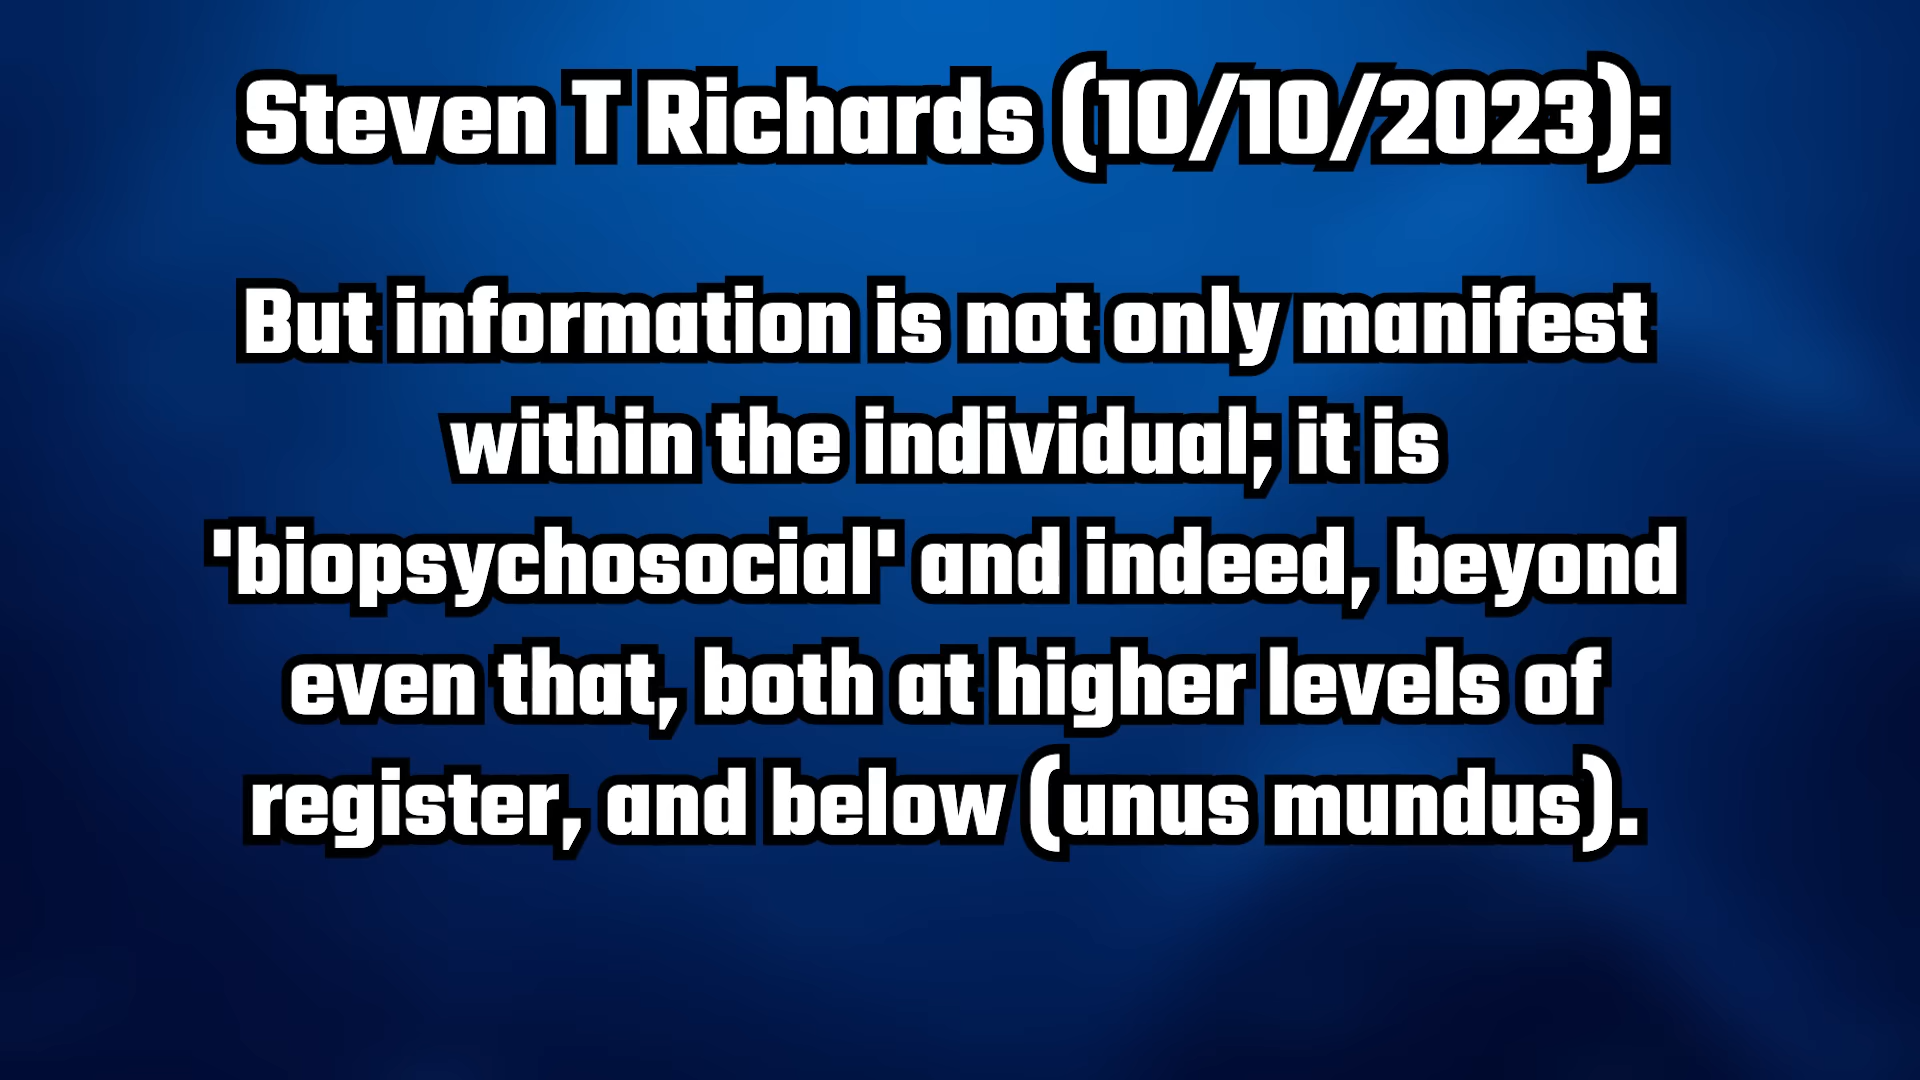 Steven T Richards (10/10/2023):
But information is not only manifest
within the individual; it is
'biopsychosocial' and indeed, beyond
even that, both at higher levels of
register, and below (unus mundus).